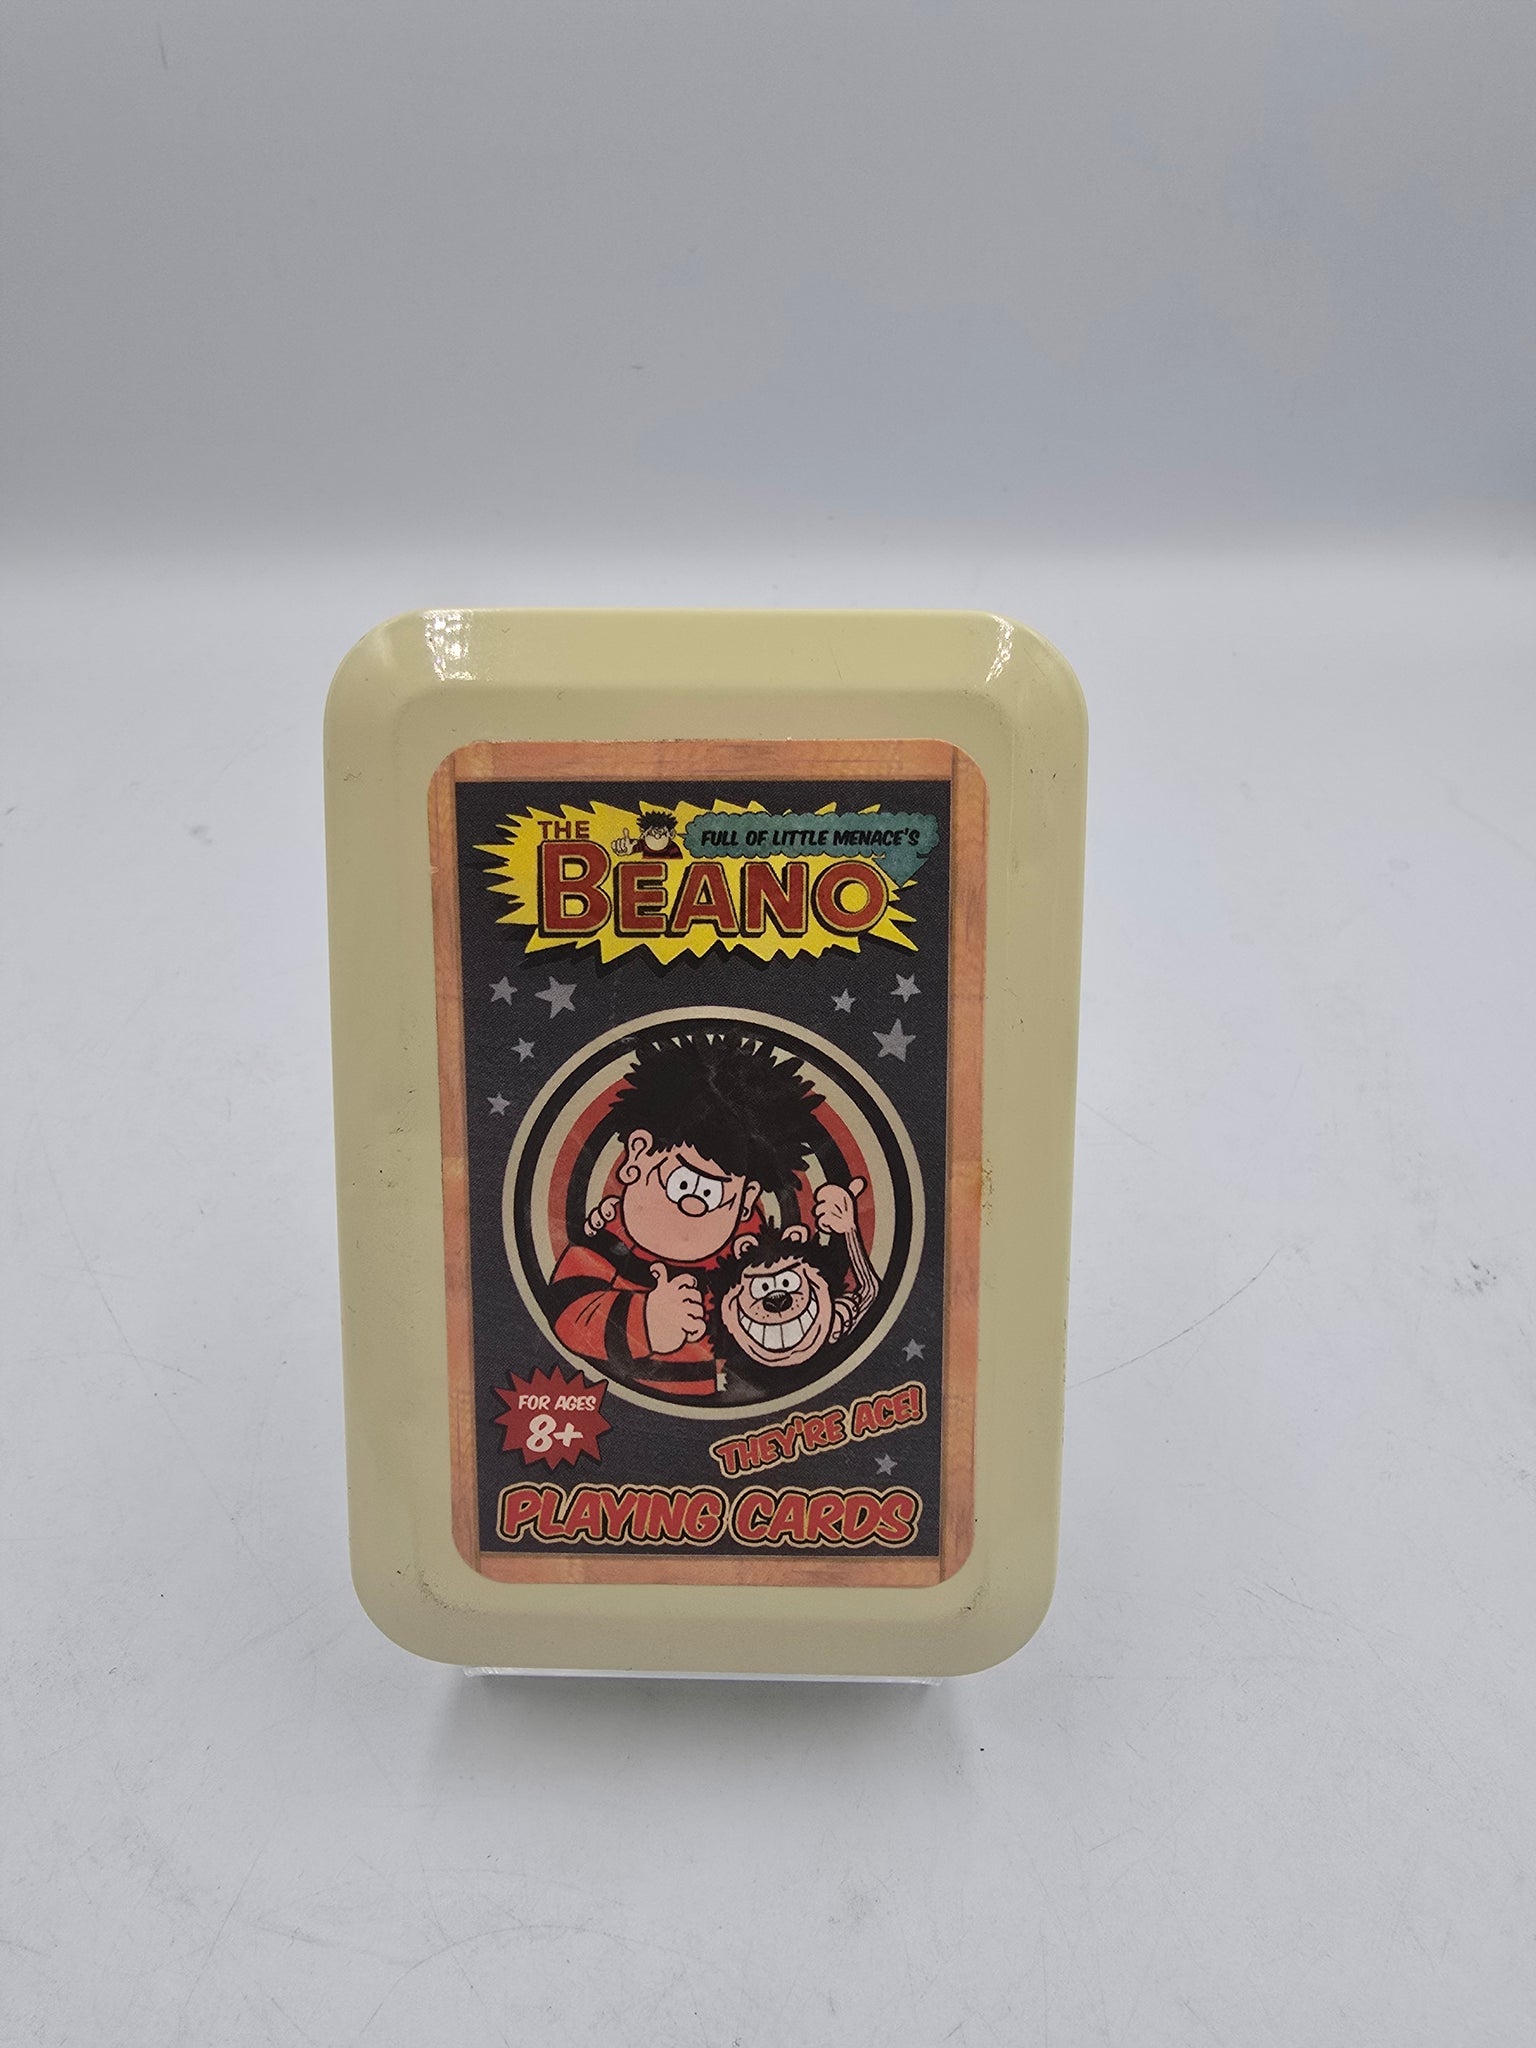 THE
FULL OF LITTLE MENACE'S
BEANO
FOR AGES
8+
THEY'RE ACE!
PLAYING CARDS